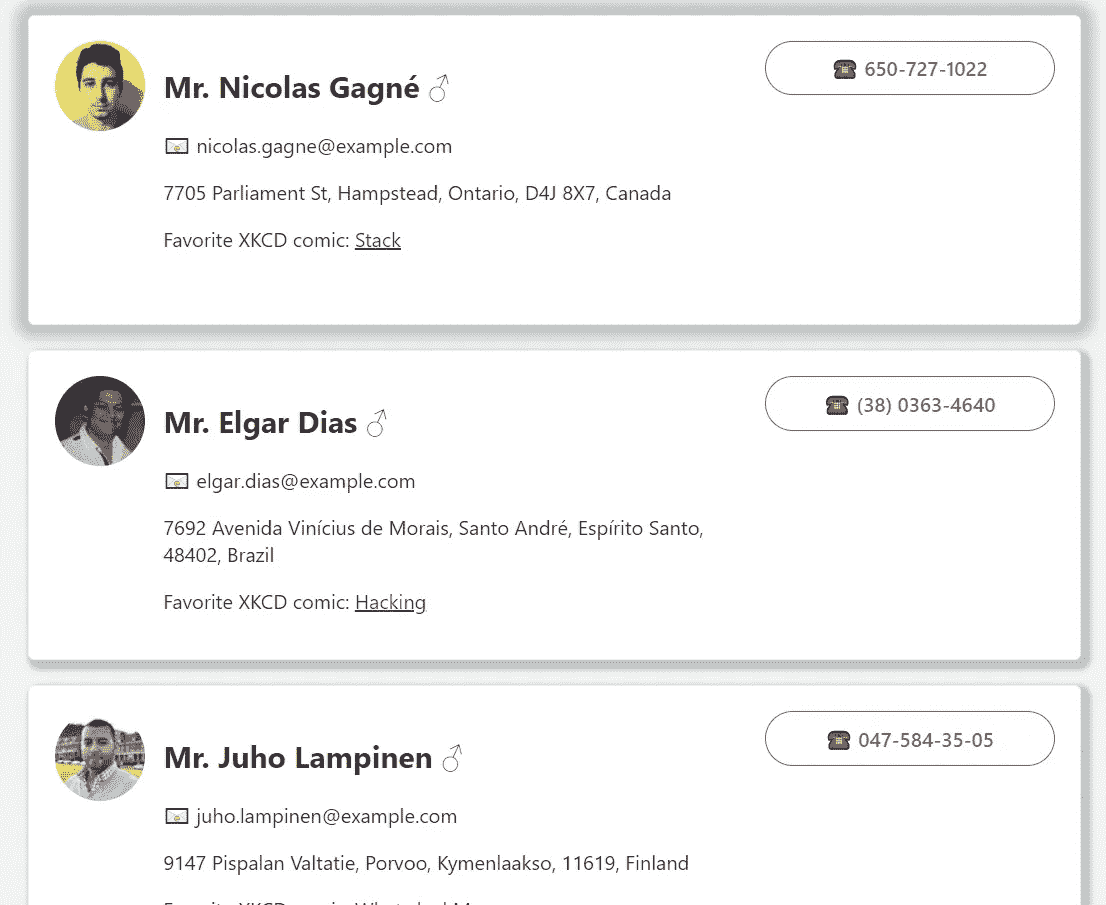 Mr. Nicolas Gagné ♂
☎ 650-727-1022
📧 nicolas.gagne@example.com
7705 Parliament St, Hampstead, Ontario, D4J 8X7, Canada
Favorite XKCD comic: Stack
Mr. Elgar Dias ♂
☎ (38) 0363-4640
📧 elgar.dias@example.com
7692 Avenida Vinícius de Morais, Santo André, Espírito Santo,
48402, Brazil
Favorite XKCD comic: Hacking
Mr. Juho Lampinen ♂
☎ 047-584-35-05
📧 juho.lampinen@example.com
9147 Pispalan Valtatie, Porvoo, Kymenlaakso, 11619, Finland
Favorite XKCD comic: